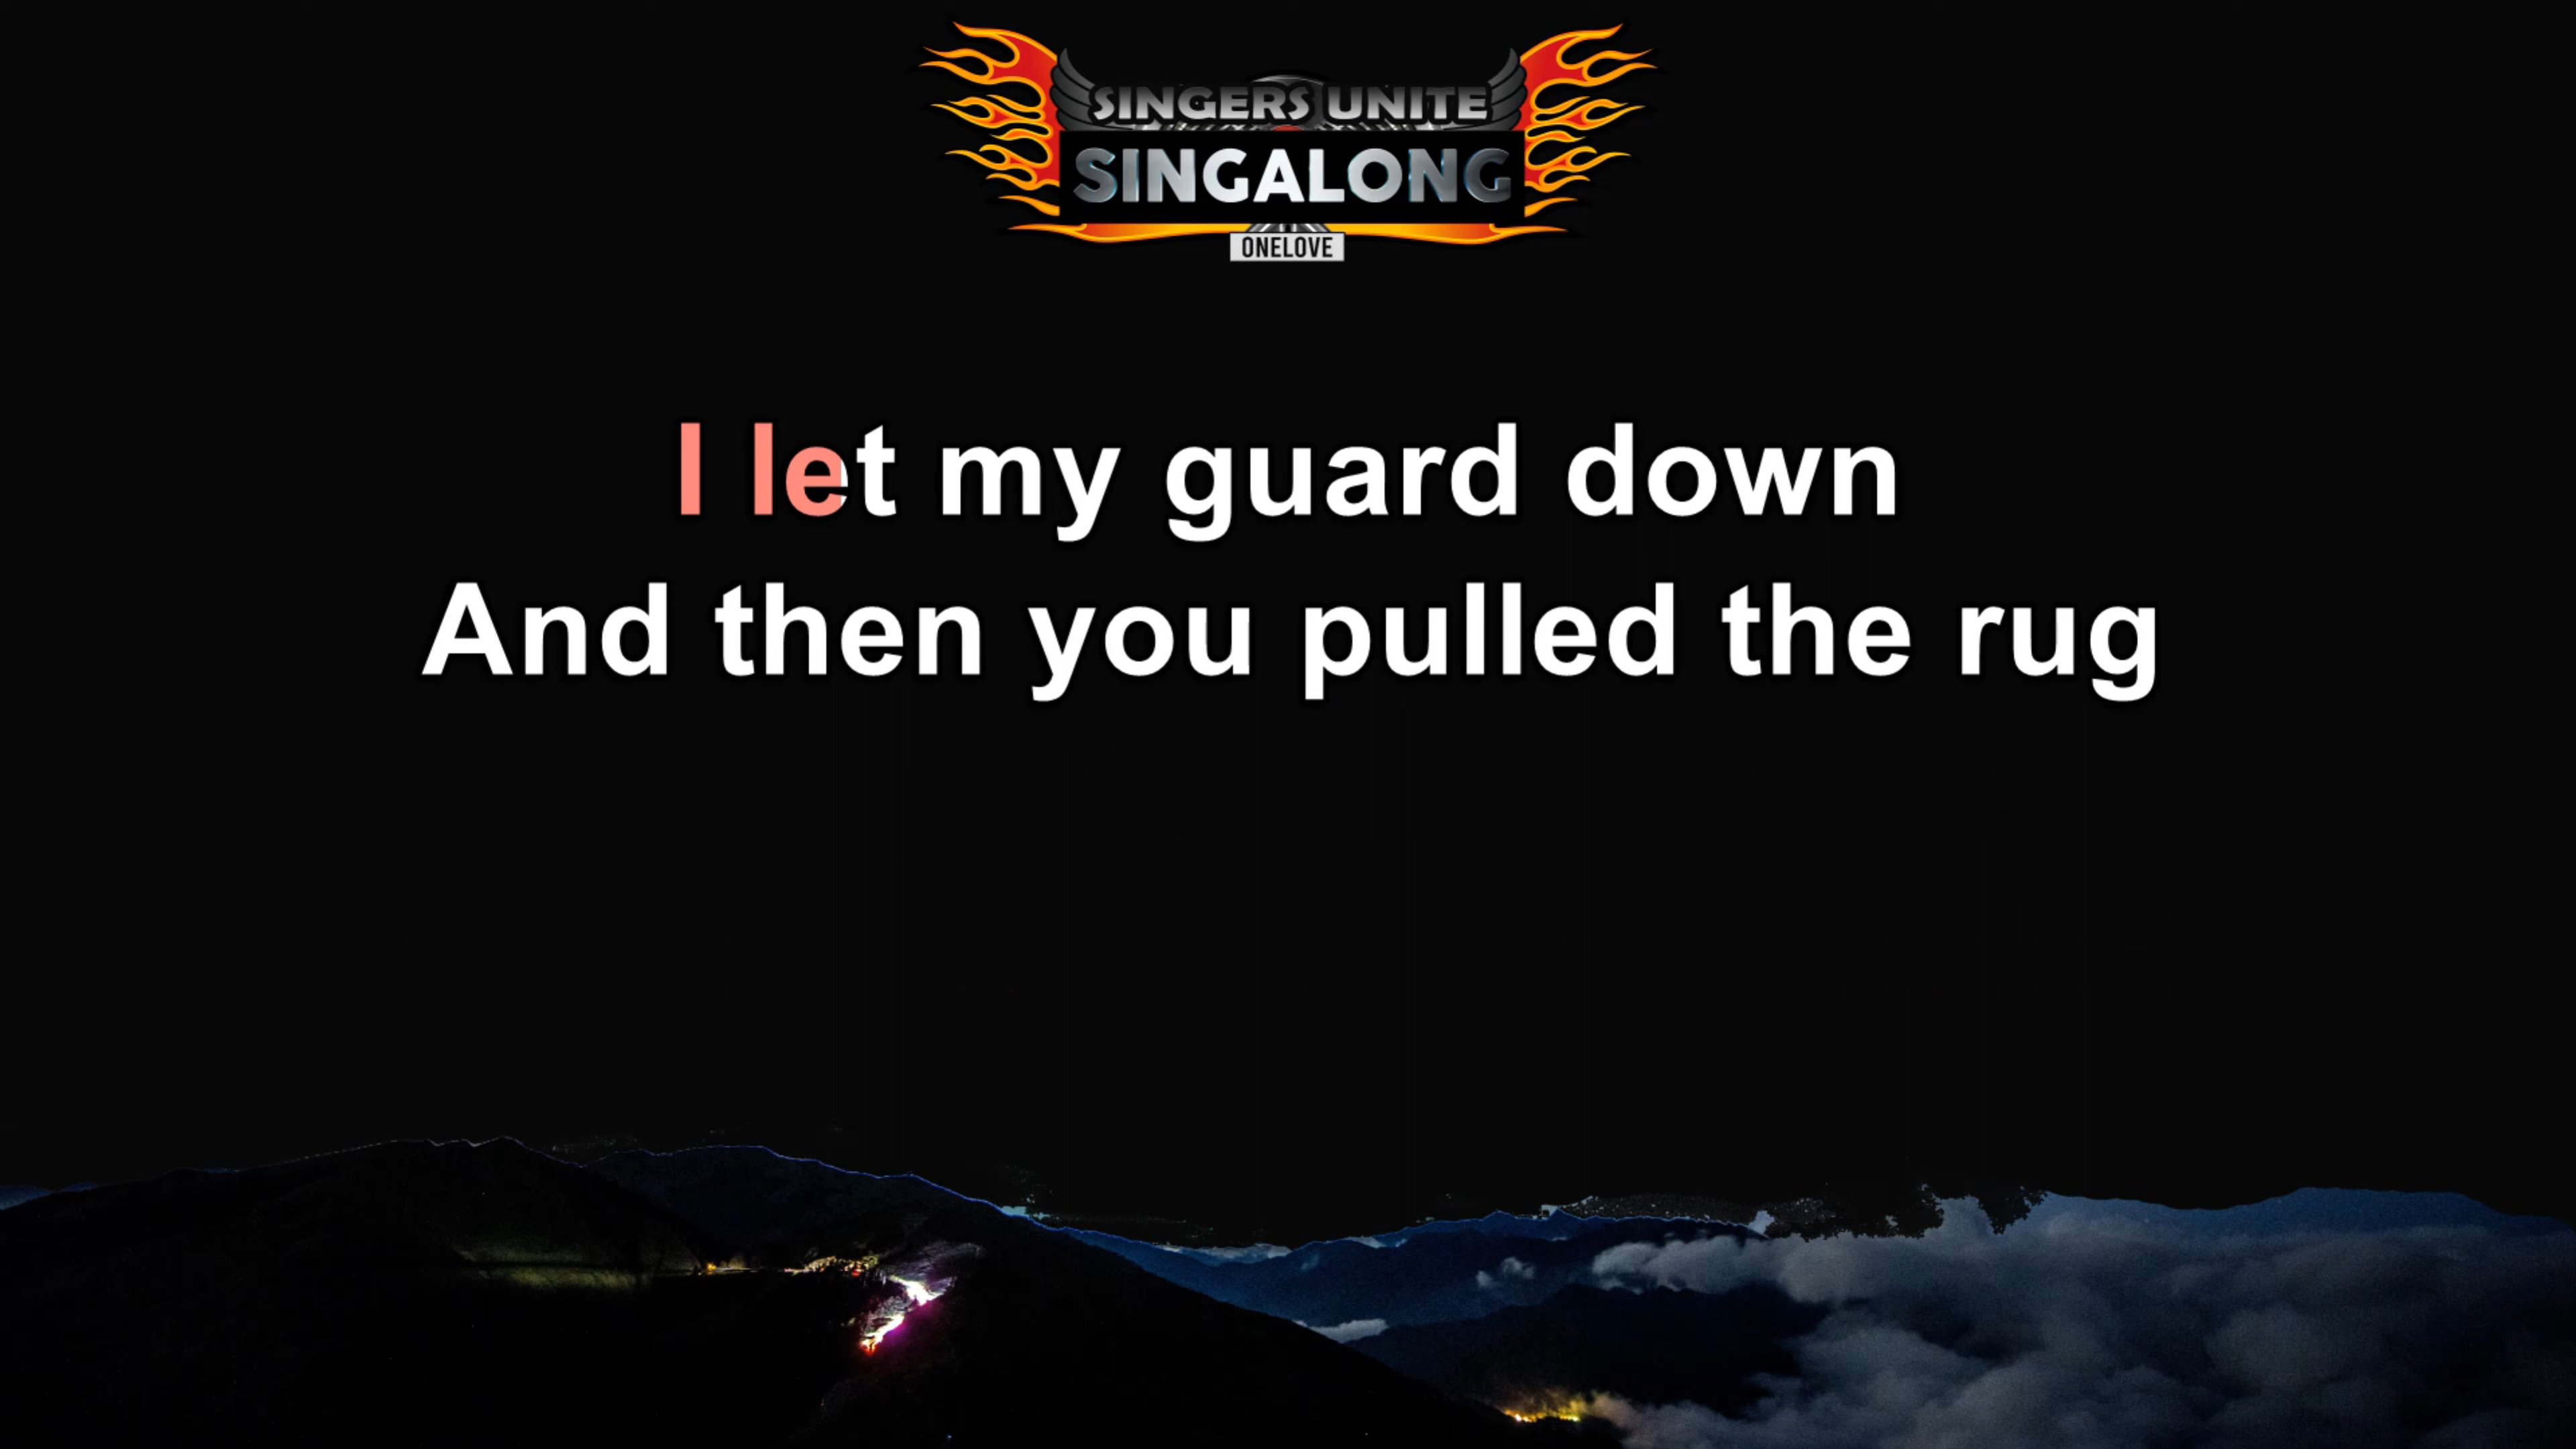 SINGERS UNITE
SINGALONG
ONELOVE
I let my guard down
And then you pulled the rug